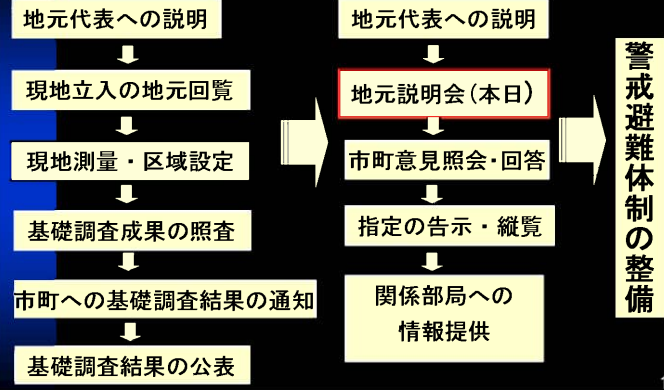 地元代表への説明
現地立入の地元回覧
現地測量・区域設定
基礎調査成果の照査
市町への基礎調査結果の通知
基礎調査結果の公表
地元代表への説明
地元説明会(本日)
市町意見照会・回答
指定の告示・縦覧
関係部局への
情報提供
警戒避難体制の整備